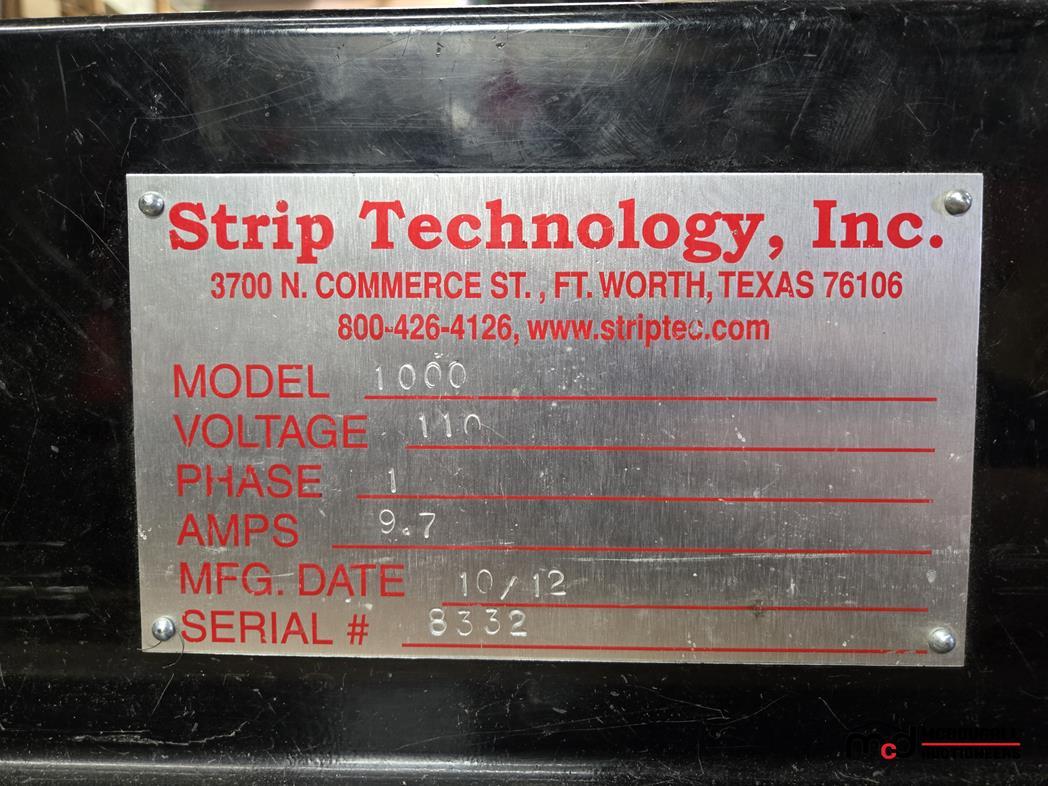 Strip Technology, Inc.
3700 N. COMMERCE ST. , FT. WORTH, TEXAS 76106
800-426-4126, www.striptec.com
MODEL 1000
VOLTAGE 110
PHASE 1
AMPS 9.7
MFG. DATE 10/12
SERIAL # 8332
mcd